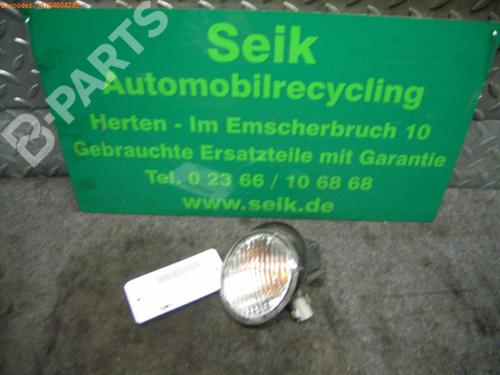 B-PARTS
Seik
Automobilrecycling
Herten - Im Emscherbruch 10
Gebrauchte Ersatzteile mit Garantie
Tel. 0 23 66 / 10 68 68
www.seik.de